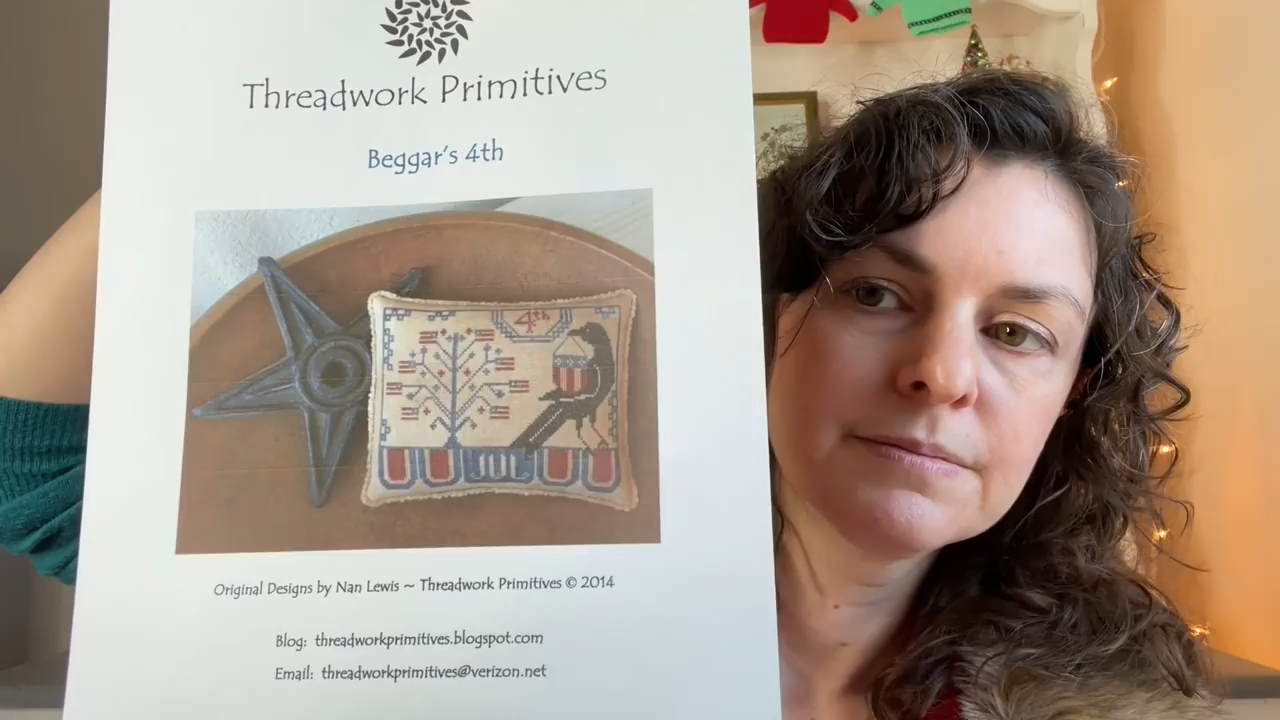 Threadwork Primitives
Beggar's 4th
4th
JUL
Original Designs by Nan Lewis ~ Threadwork Primitives © 2014
Blog: threadworkprimitives.blogspot.com
Email: threadworkprimitives@verizon.net